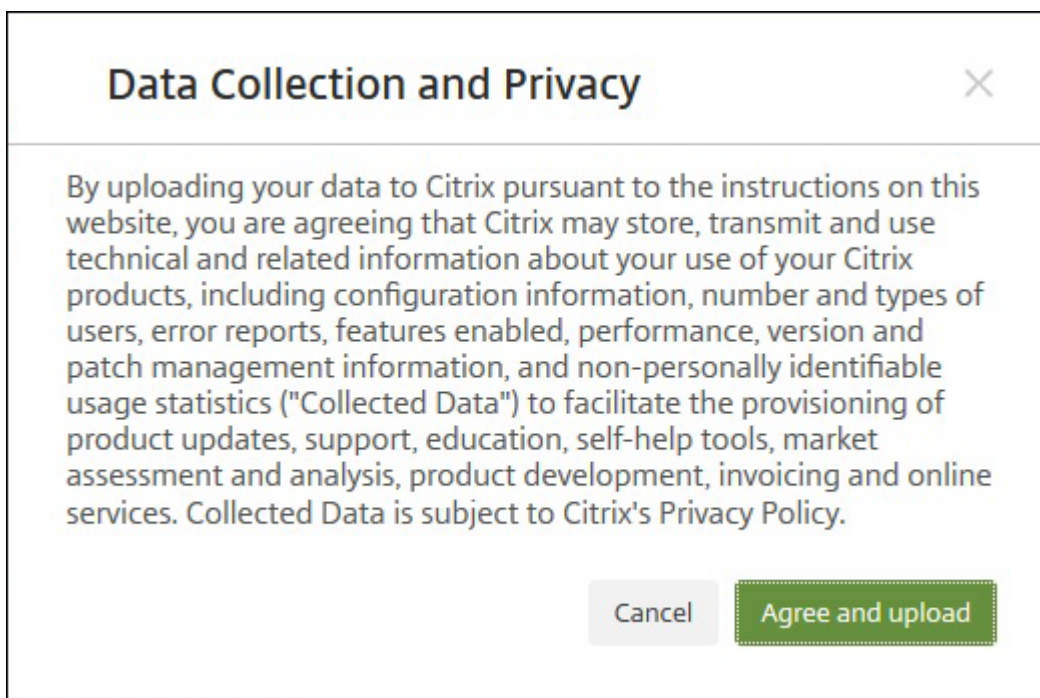 Data Collection and Privacy
By uploading your data to Citrix pursuant to the instructions on this
website, you are agreeing that Citrix may store, transmit and use
technical and related information about your use of your Citrix
products, including configuration information, number and types of
users, error reports, features enabled, performance, version and
patch management information, and non-personally identifiable
usage statistics ("Collected Data") to facilitate the provisioning of
product updates, support, education, self-help tools, market
assessment and analysis, product development, invoicing and online
services. Collected Data is subject to Citrix's Privacy Policy.
Cancel
Agree and upload